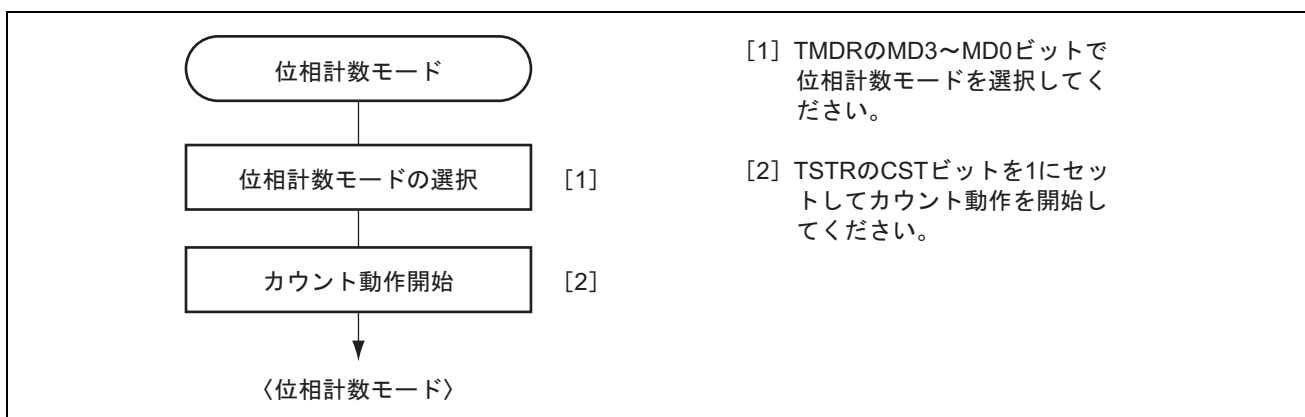 位相計数モード
位相計数モードの選択
[1]
カウント動作開始
[2]
〈位相計数モード〉
[1] TMDRのMD3～MD0ビットで
位相計数モードを選択してく
ださい。
[2] TSTRのCSTビットを1にセッ
トしてカウント動作を開始し
てください。